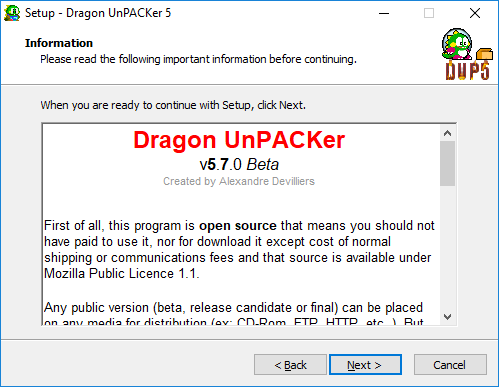 Setup - Dragon UnPACKer 5
Information
Please read the following important information before continuing.
DUP5
When you are ready to continue with Setup, click Next.
Dragon UnPACKer
v5.7.0 Beta
Created by Alexandre Devilliers
First of all, this program is open source that means you should not
have paid to use it, nor for download it except cost of normal
shipping or communications fees and that source is available under
Mozilla Public Licence 1.1.
Any public version (beta, release candidate or final) can be placed
on any media for distribution (ex: CD-Rom, FTP, HTTP, etc..). But
< Back
Next >
Cancel